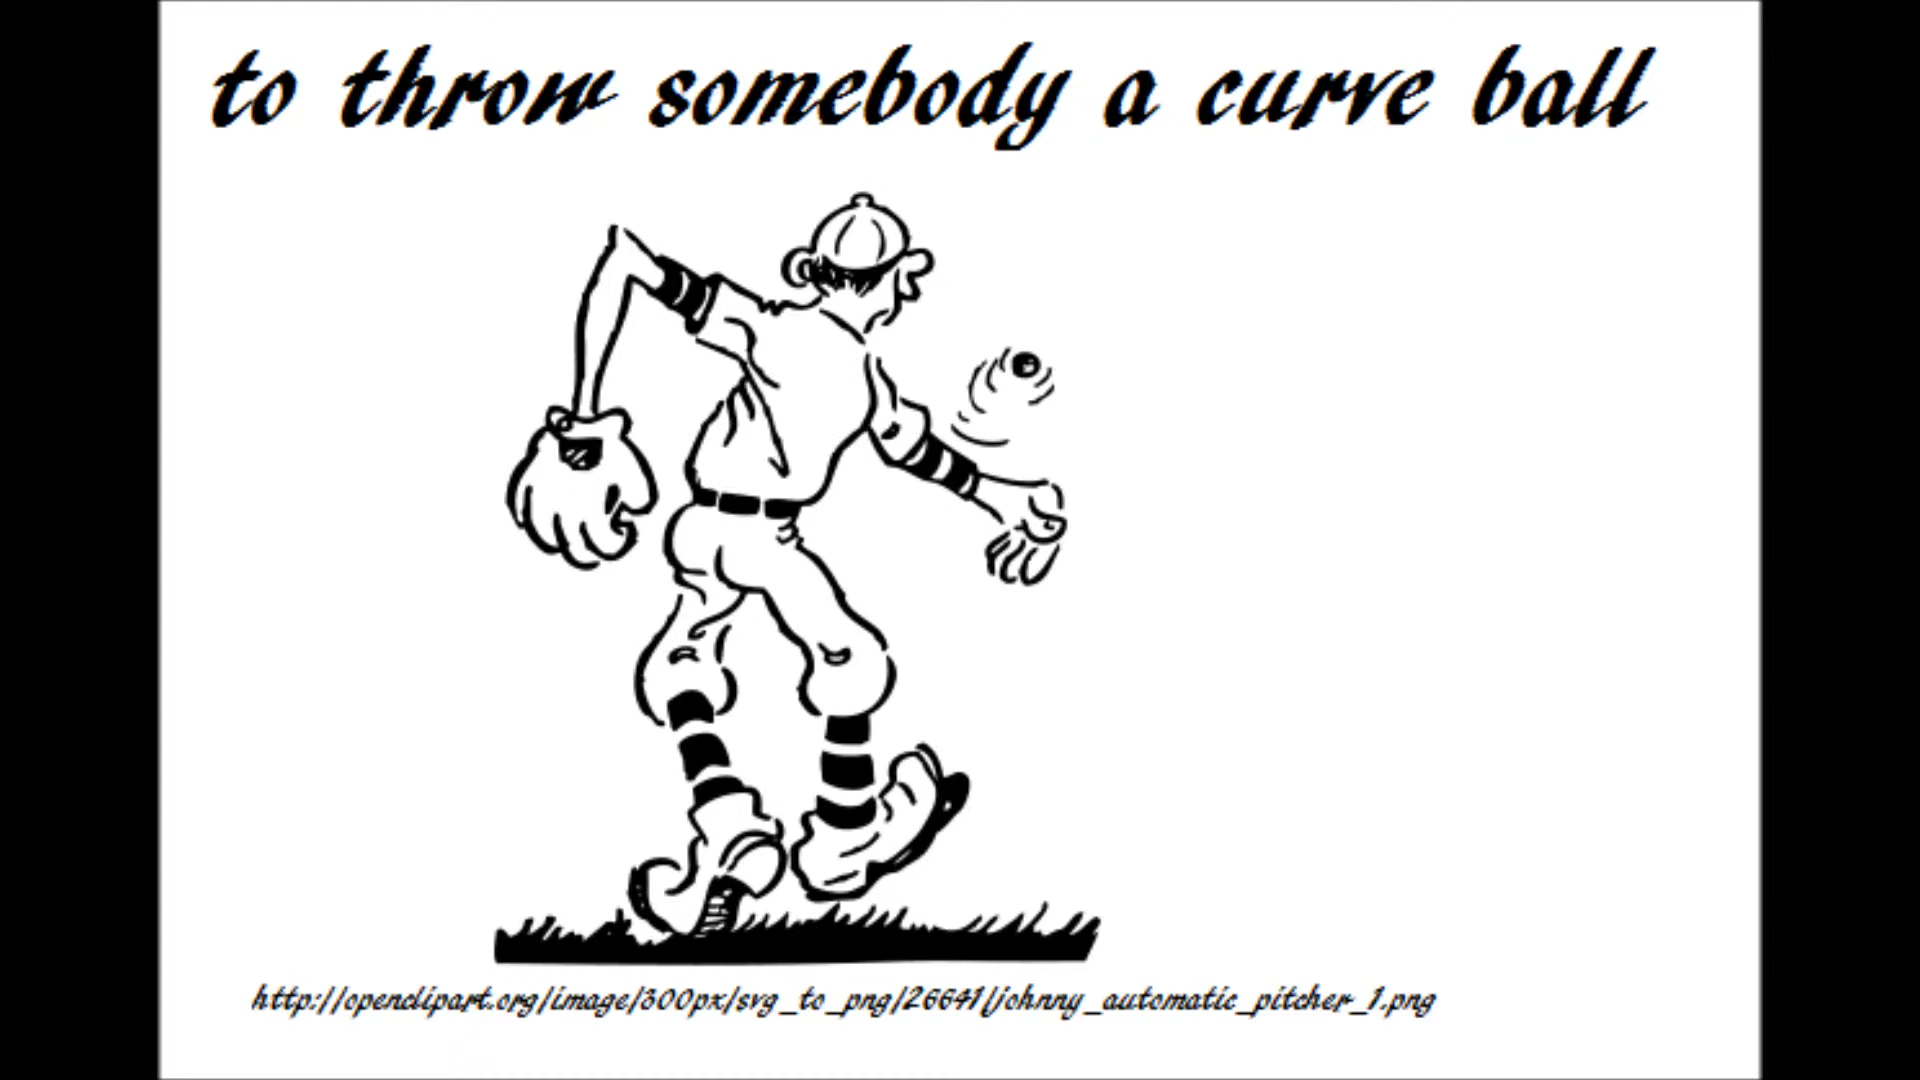 to throw somebody a curve ball
http://openclipart.org/image/300px/svg_to_png/26641/johnny_automatic_pitcher_1.png